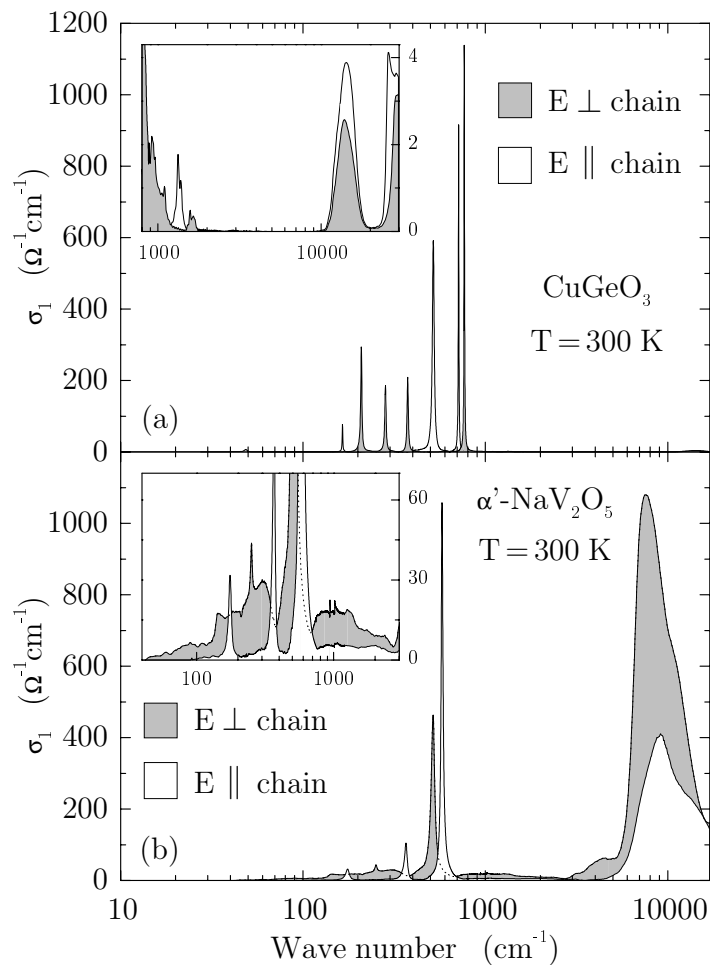 1200
1000
800
600
400
200
0
σ₁ (Ω⁻¹cm⁻¹)
4
2
0
1000
10000
E ⊥ chain
E ∥ chain
CuGeO₃
T = 300 K
(a)
1000
800
600
400
200
0
σ₁ (Ω⁻¹cm⁻¹)
60
30
0
100
1000
α'-NaV₂O₅
T = 300 K
E ⊥ chain
E ∥ chain
(b)
10
100
1000
10000
Wave number (cm⁻¹)